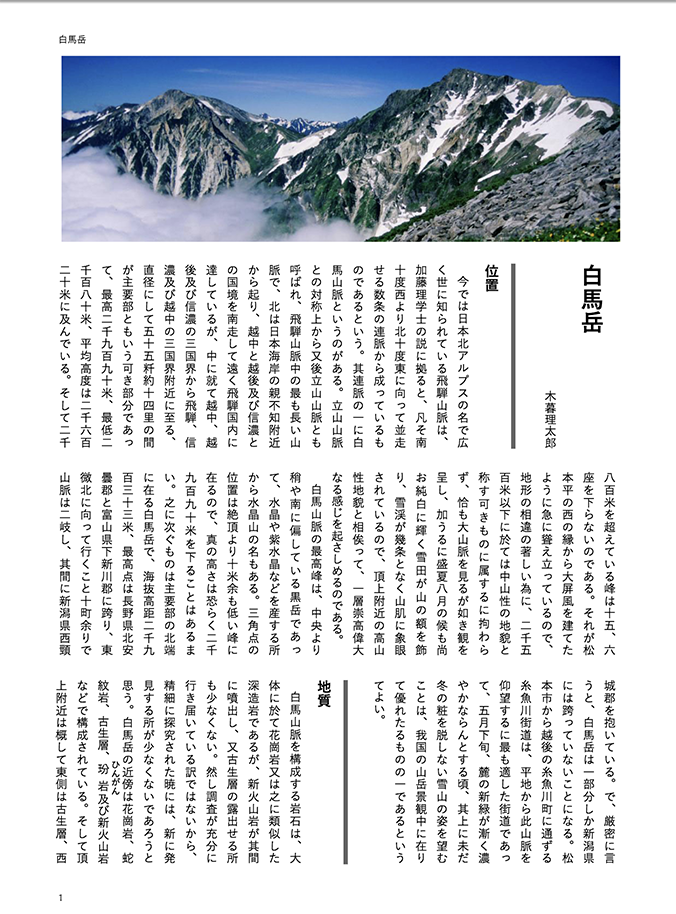 白馬岳
白馬岳
木暮理太郎
位置
　今では日本北アルプスの名で広
く世に知られている飛騨山脈は、
加藤理学士の説に拠ると、凡そ南
十度西より北十度東に向って並走
せる数条の連脈から成っているも
のであるという。其連脈の一に白
馬山脈というのがある。立山山脈
との対称上から又後立山山脈とも
呼ばれ、飛騨山脈中の最も長い山
脈で、北は日本海岸の親不知附近
から起り、越中と越後及び信濃と
の国境を南走して遠く飛騨国内に
達しているが、中に就て越中、越
後及び信濃の三国界から飛騨、信
濃及び越中の三国界附近に至る、
直径にして五十五粁約十四里の間
が主要部ともいう可き部分であっ
て、最高二千九百九十米、最低二
千百八十米、平均高度は二千六百
二十米に及んでいる。そして二千
八百米を超えている峰は十五、六
座を下らないのである。それが松
本平の西の縁から大屏風を建てた
ように急に聳え立っているので、
地形の相違の著しい為に、二千五
百米以下に於ては中山性の地貌と
称す可きものに属するに拘わら
ず、恰も大山脈を見るが如き観を
呈し、加うるに盛夏八月の候も尚
お純白に輝く雪田が山の額を飾
り、雪渓が幾条となく山肌に象眼
されているので、頂上附近の高山
性地貌と相俟って、一層崇高偉大
なる感じを起さしめるのである。
　白馬山脈の最高峰は、中央より
稍や南に偏している黒岳であっ
て、水晶や紫水晶などを産する所
から水晶山の名もある。三角点の
位置は絶頂より十米余も低い峰に
在るので、真の高さは恐らく二千
九百九十米を下ることはあるま
い。之に次ぐものは主要部の北端
に在る白馬岳で、海抜高距二千九
百三十三米、最高点は長野県北安
曇郡と富山県下新川郡に跨り、東
微北に向って行くこと十町余りで
山脈は二岐し、其間に新潟県西頸
城郡を抱いている。で、厳密に言
うと、白馬岳は一部分しか新潟県
には跨っていないことになる。松
本市から越後の糸魚川町に通ずる
糸魚川街道は、平地から此山脈を
仰望するに最も適した街道であっ
て、五月下旬、麓の新緑が漸く濃
やかならんとする頃、其上に未だ
冬の粧を脱しない雪山の姿を望む
ことは、我国の山岳景観中に在り
て優れたるものの一であるという
てよい。
地質
　白馬山脈を構成する岩石は、大
体に於て花崗岩又は之に類似した
深造岩であるが、新火山岩が其間
に噴出し、又古生層の露出せる所
も少なくない。然し調査が充分に
行き届いている訳ではないから、
精細に探究された暁には、新に発
見する所が少なくないであろうと
思う。白馬岳の近傍は花崗岩、蛇
紋岩、古生層、玢岩及び新火山岩
ひんがん
などで構成されている。そして頂
上附近は概して東側は古生層、西
1